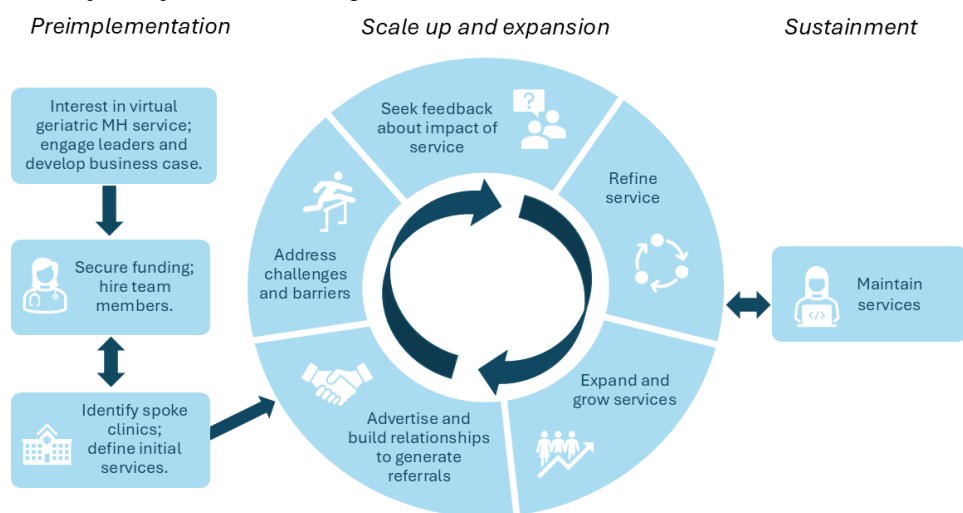 Preimplementation
Scale up and expansion
Sustainment
Interest in virtual
geriatric MH service;
engage leaders and
develop business case.
Secure funding;
hire team
members.
Identify spoke
clinics;
define initial
services.
Seek feedback
about impact of
service
?
Refine
service
Expand and
grow services
Advertise and
build relationships
to generate
referrals
Address
challenges
and barriers
</>
Maintain
services